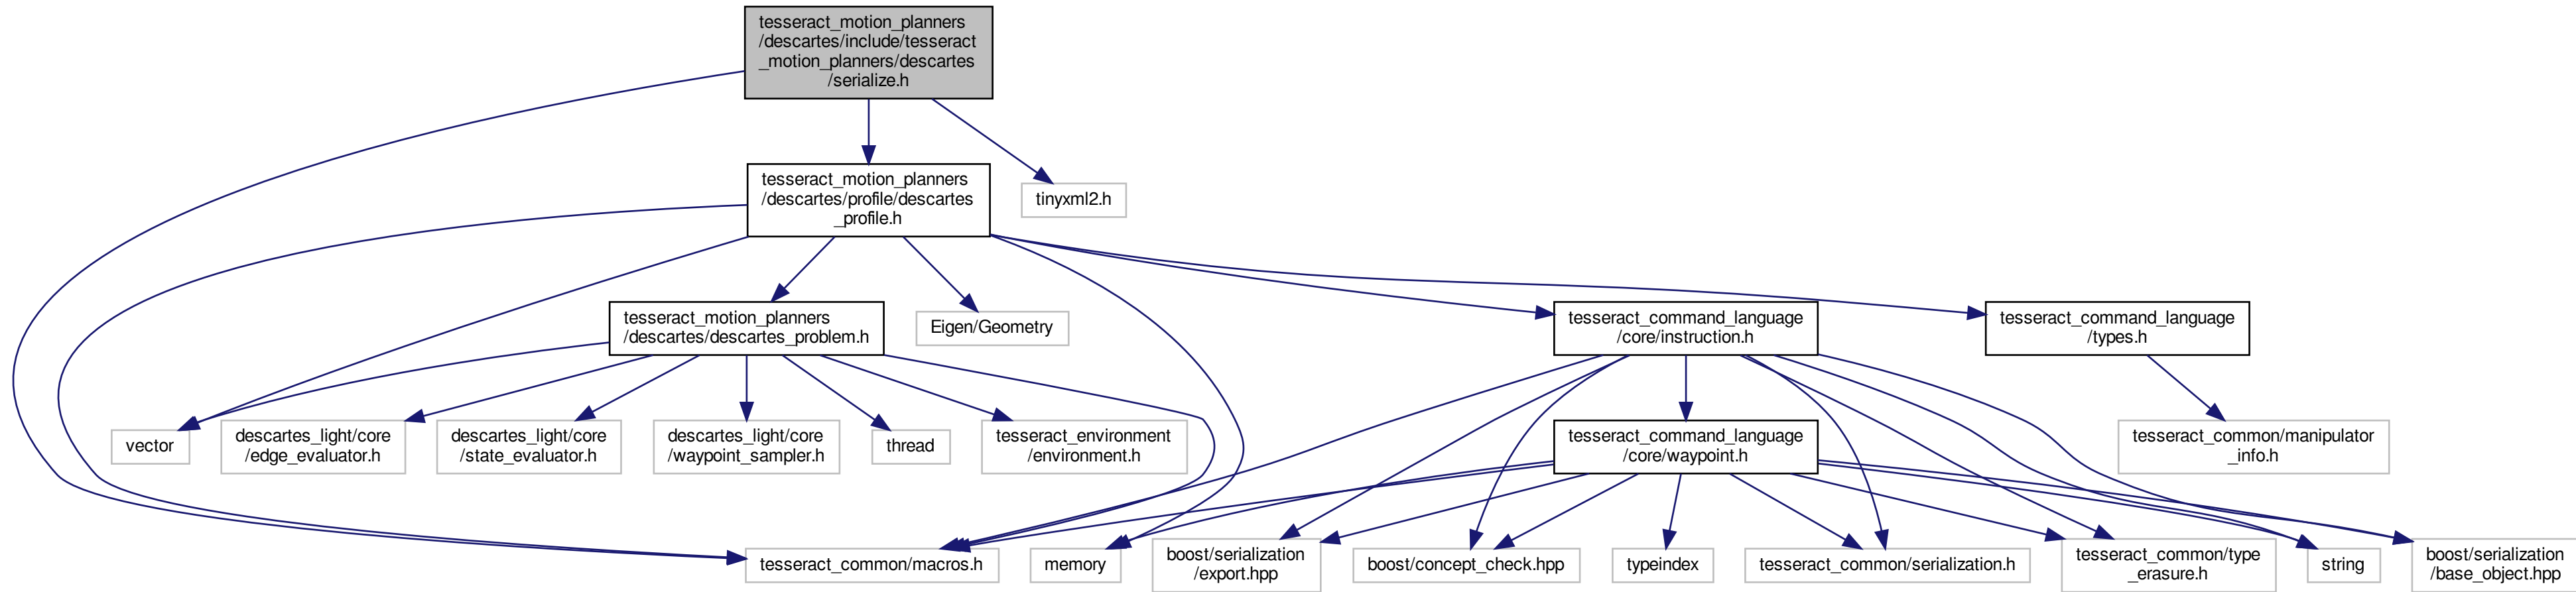 tesseract_motion_planners
/descartes/include/tesseract
_motion_planners/descartes
/serialize.h
tesseract_motion_planners
/descartes/profile/descartes
_profile.h
tinyxml2.h
tesseract_motion_planners
/descartes/descartes_problem.h
Eigen/Geometry
tesseract_command_language
/core/instruction.h
tesseract_command_language
/types.h
vector
descartes_light/core
/edge_evaluator.h
descartes_light/core
/state_evaluator.h
descartes_light/core
/waypoint_sampler.h
thread
tesseract_environment
/environment.h
tesseract_command_language
/core/waypoint.h
tesseract_common/manipulator
_info.h
tesseract_common/macros.h
memory
boost/serialization
/export.hpp
boost/concept_check.hpp
typeindex
tesseract_common/serialization.h
tesseract_common/type
_erasure.h
string
boost/serialization
/base_object.hpp